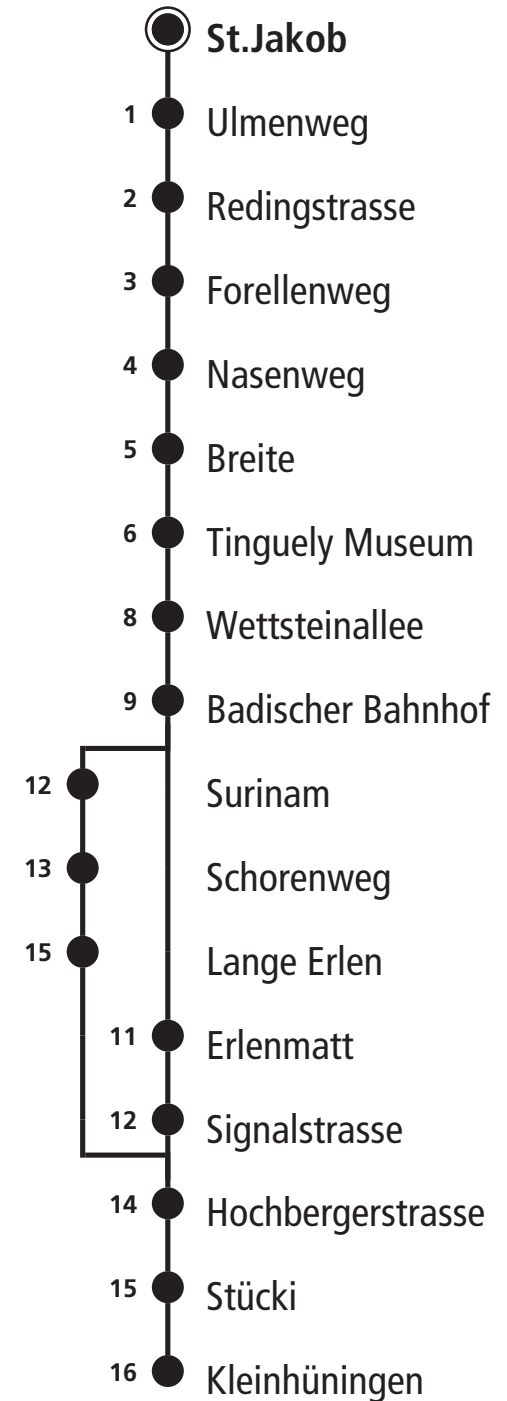 St.Jakob
1 Ulmenweg
2 Redingstrasse
3 Forellenweg
4 Nasenweg
5 Breite
6 Tinguely Museum
8 Wettsteinallee
9 Badischer Bahnhof
12 Surinam
13 Schorenweg
15 Lange Erlen
11 Erlenmatt
12 Signalstrasse
14 Hochbergerstrasse
15 Stücki
16 Kleinhüningen